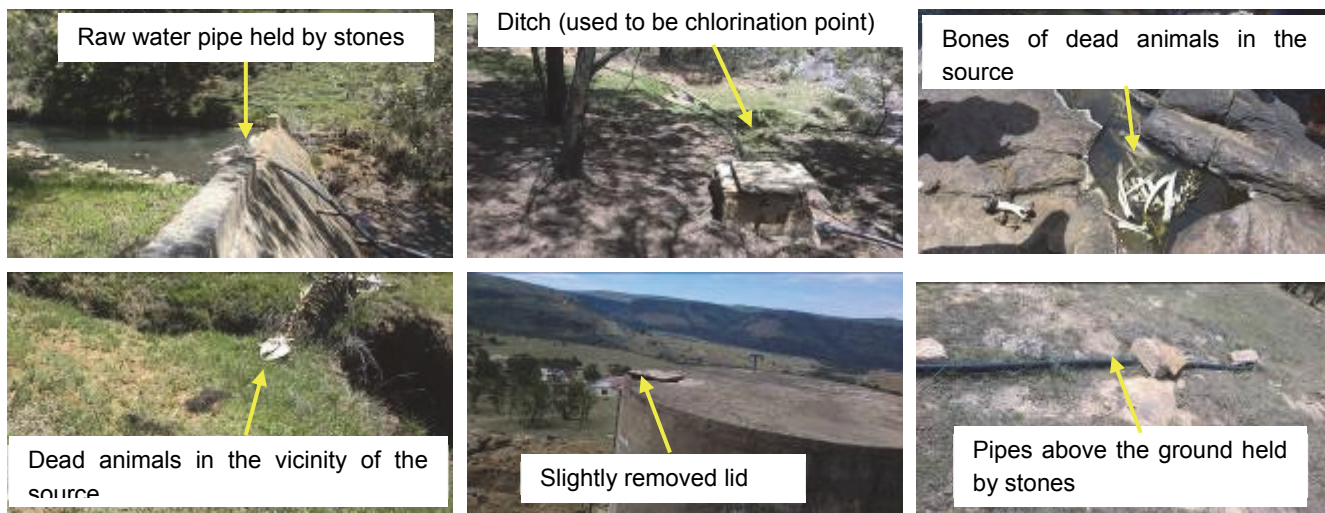 Raw water pipe held by stones
Ditch (used to be chlorination point)
Bones of dead animals in the
source
Dead animals in the vicinity of the
source
Slightly removed lid
Pipes above the ground held
by stones